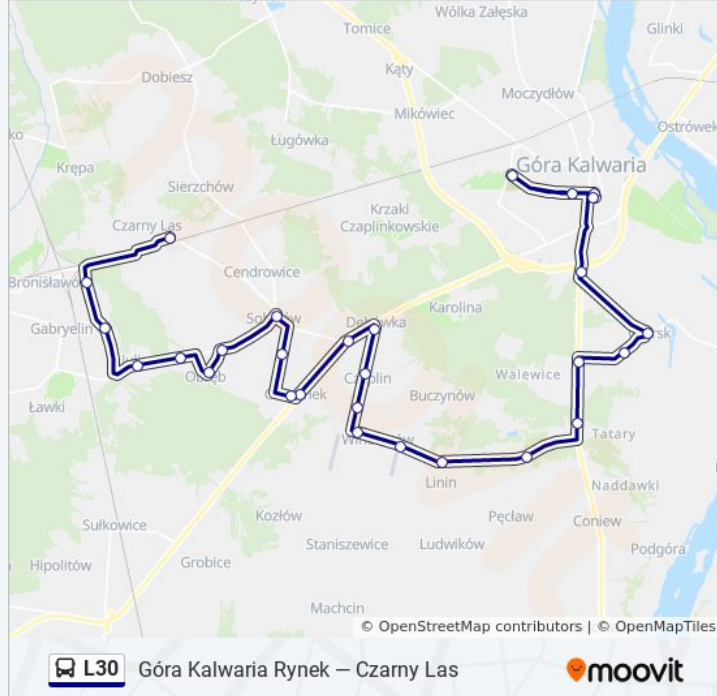 Wólka Załęska
Glinki
Tomice
Kąty
Dobiesz
Moczydłów
Mikówiec
Ostrówek
Ługówka
Góra Kalwaria
Krępa
Sierzchów
Krzaki
Czaplinkowskie
Czarny Las
Cendrowice
Karolina
Gabryelin
Walewice
Buczynów
Ławki
Tatary
Linin
Naddawki
Kozłów
Pęcław
Coniew
Sułkowice
Staniszewice
Ludwików
Podgóra
Hipolitów
Grobice
Machcin
© OpenStreetMap contributors | © OpenMapTiles
L30 Góra Kalwaria Rynek — Czarny Las
moovit